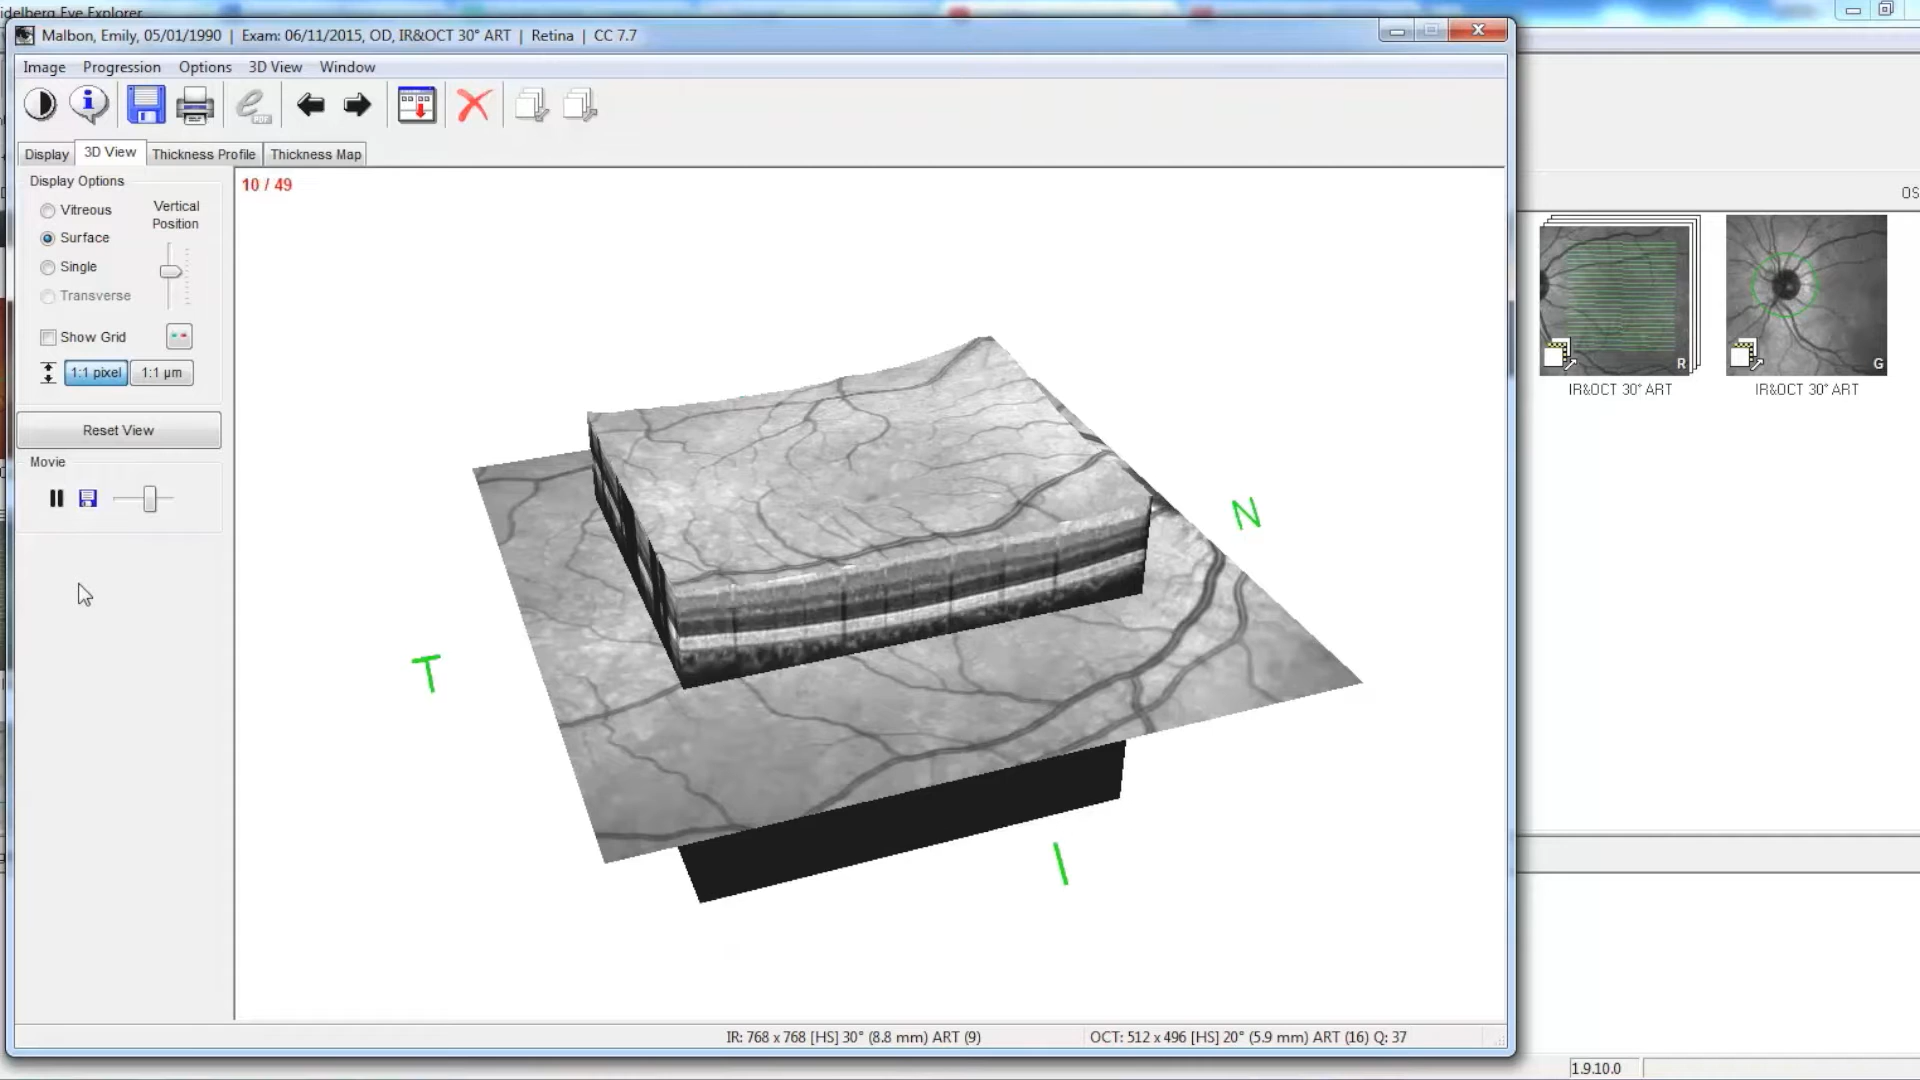 idelberg Eye Explorer
Malbon, Emily, 05/01/1990 | Exam: 06/11/2015, OD, IR&OCT 30° ART | Retina | CC 7.7
Image Progression Options 3D View Window
Display 3D View Thickness Profile Thickness Map
Display Options
10 / 49
Vitreous
Vertical
Position
Surface
Single
Transverse
Show Grid
1:1 pixel 1:1 µm
Reset View
Movie
N
T
I
OS
R
G
IR&OCT 30° ART
IR&OCT 30° ART
IR: 768 x 768 [HS] 30° (8.8 mm) ART (9)
OCT: 512 x 496 [HS] 20° (5.9 mm) ART (16) Q: 37
1.9.10.0